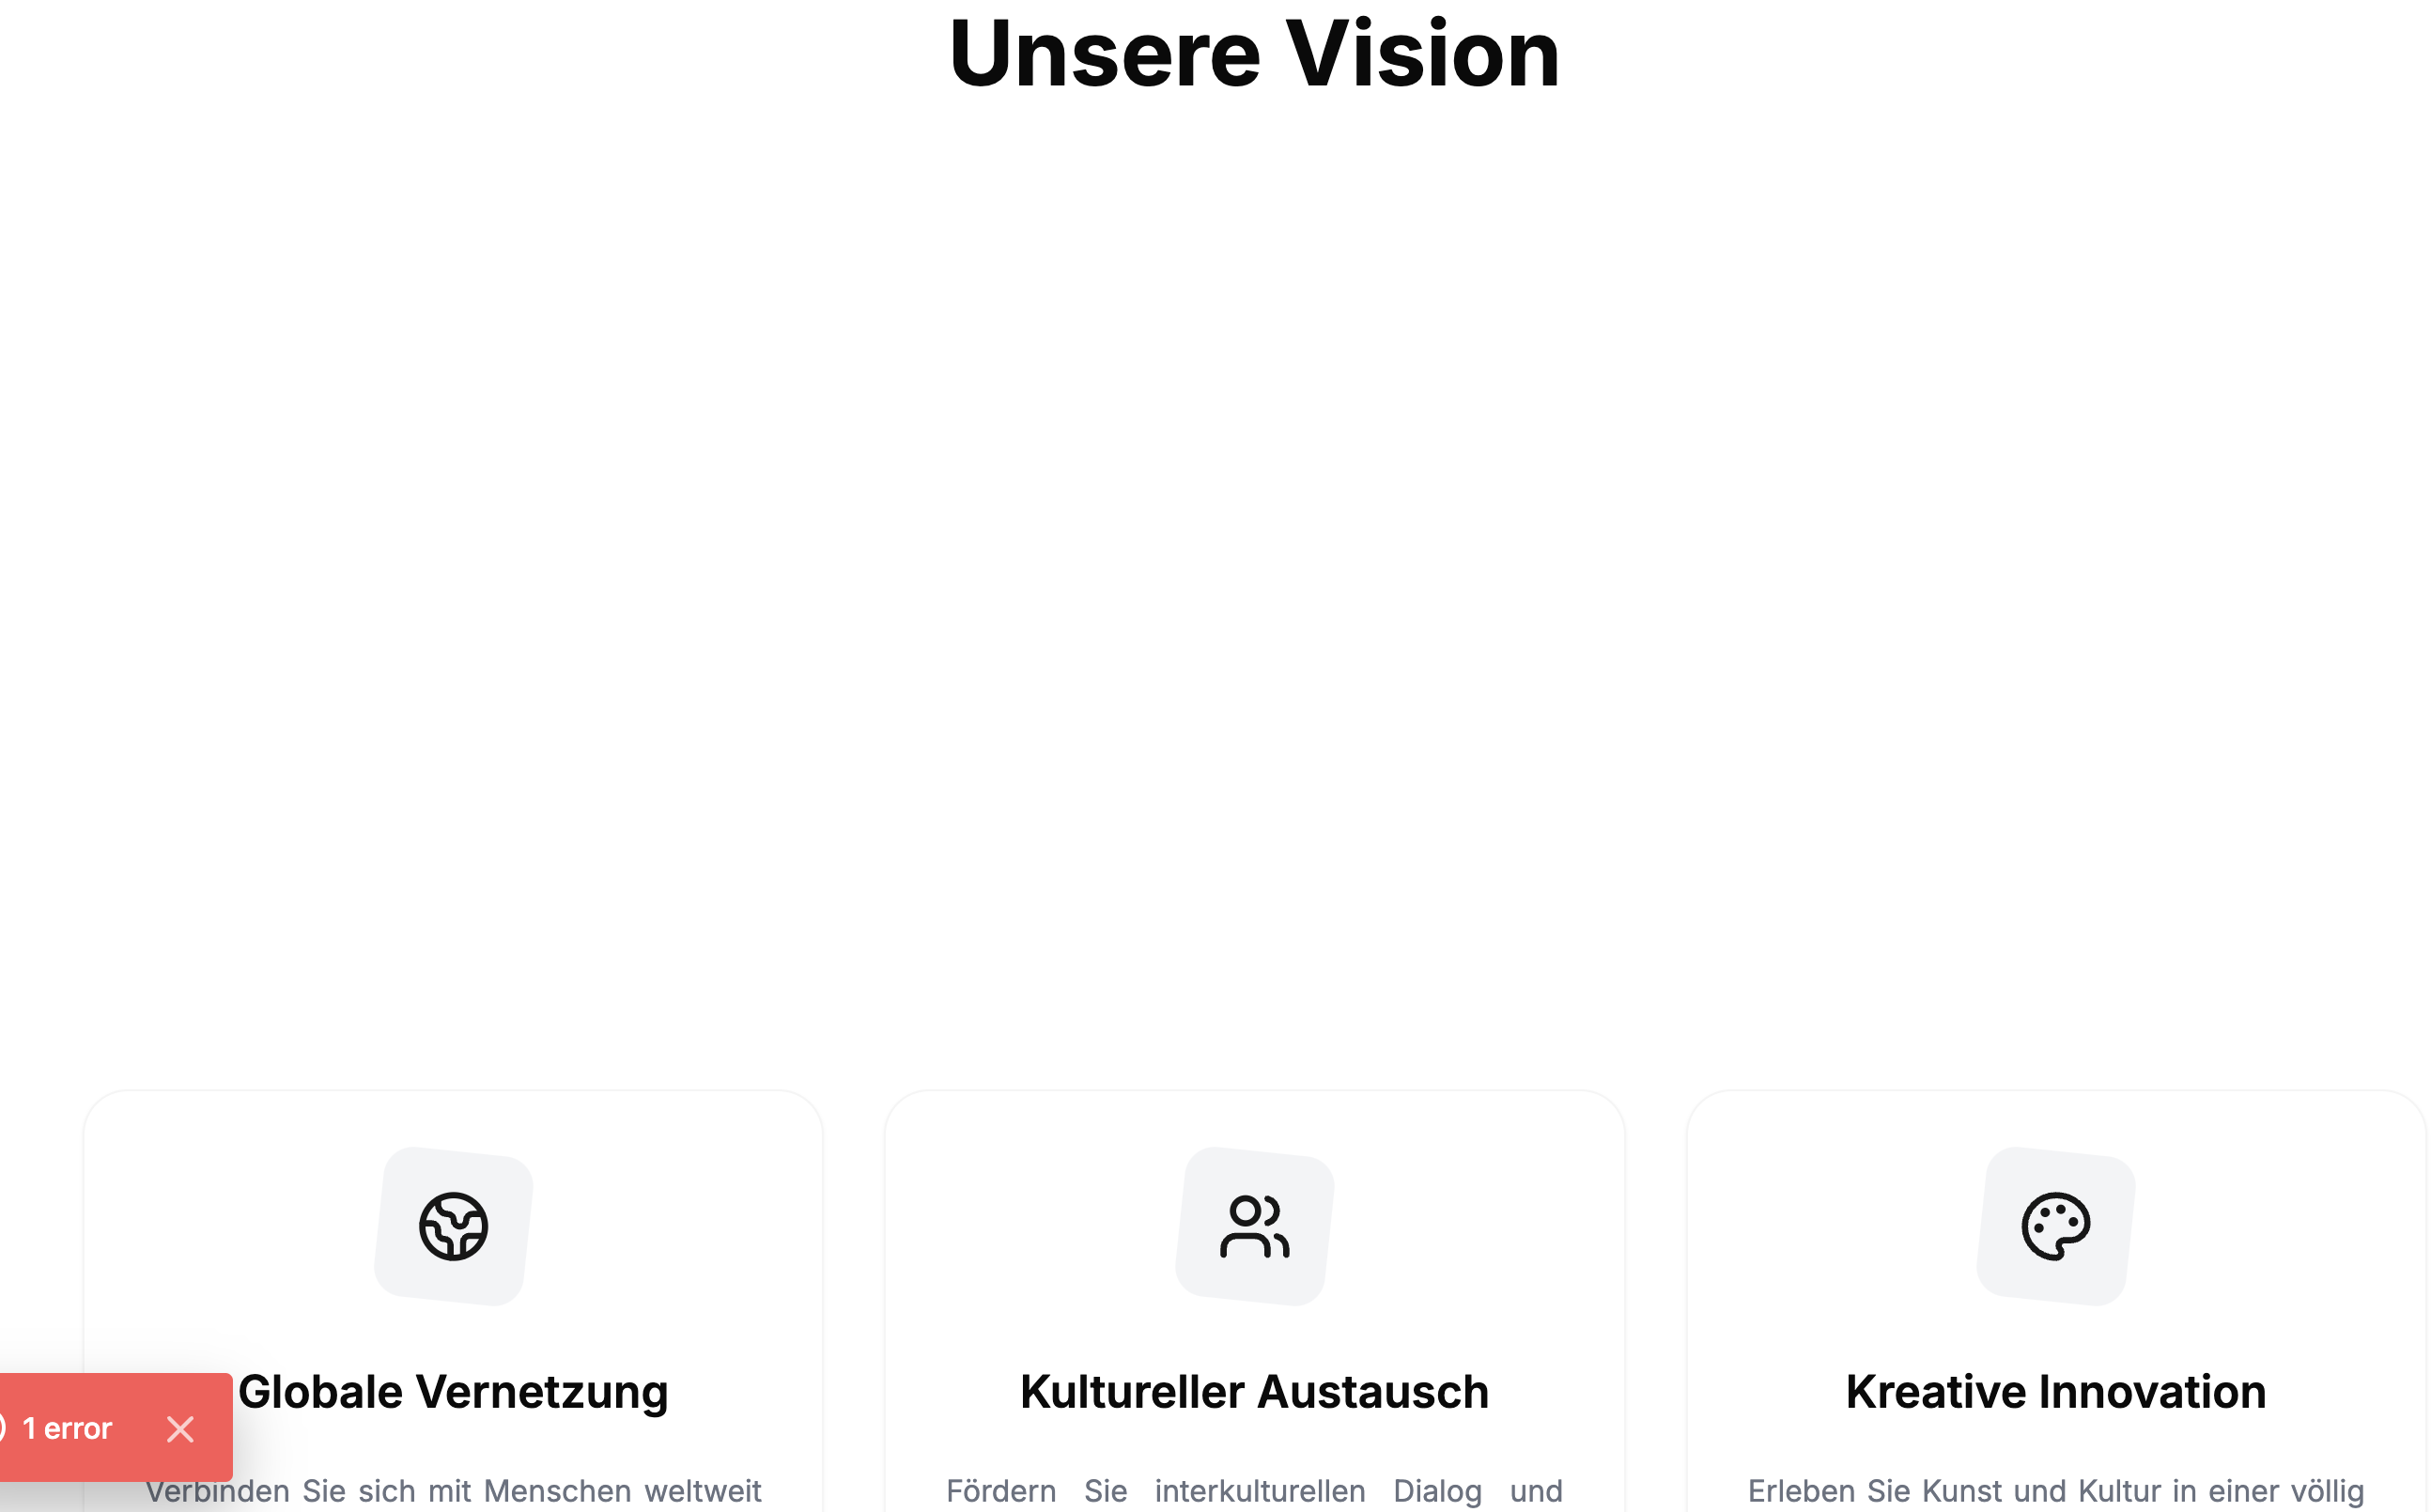 Unsere Vision
Globale Vernetzung
Kultureller Austausch
Kreative Innovation
1 error
Verbinden Sie sich mit Menschen weltweit
Fördern Sie interkulturellen Dialog und
Erleben Sie Kunst und Kultur in einer völlig